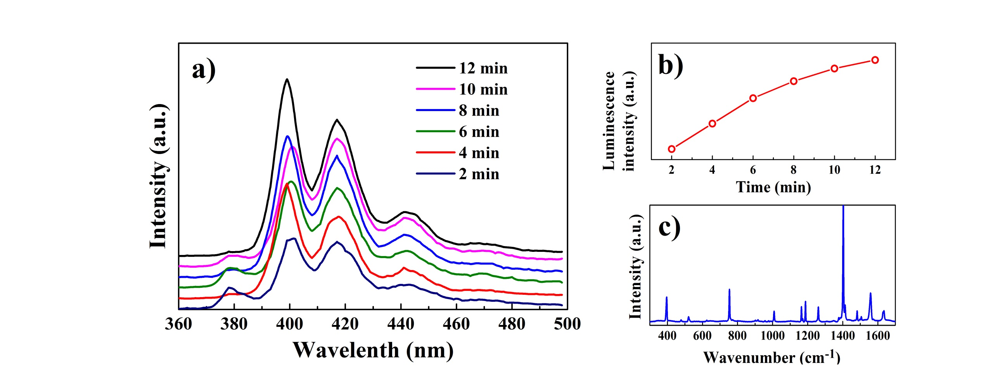 a)
12 min
10 min
8 min
6 min
4 min
2 min
Intensity (a.u.)
360 380 400 420 440 460 480 500
Wavelenth (nm)
b)
Luminescence
intensity (a.u.)
2 4 6 8 10 12
Time (min)
c)
Intensity (a.u.)
400 600 800 1000 1200 1400 1600
Wavenumber (cm⁻¹)